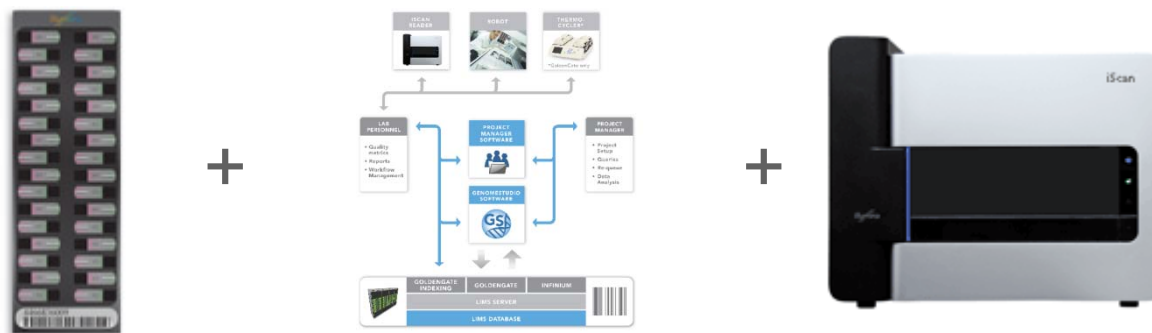 ISCAN
READER
ROBOT
THERMO
CYCLER*
LAB
PERSONNEL
• Quality
metrics
• Reports
• Workflow
Management
PROJECT
MANAGER
SOFTWARE
PROJECT
MANAGER
• Project
Setup
• Queries
• Data
Analysis
GENOMESTUDIO
SOFTWARE
GS
GOLDENGATE
INDEXING
GOLDENGATE
INFINIUM
LIMS SERVER
LIMS DATABASE
+
+
iScan